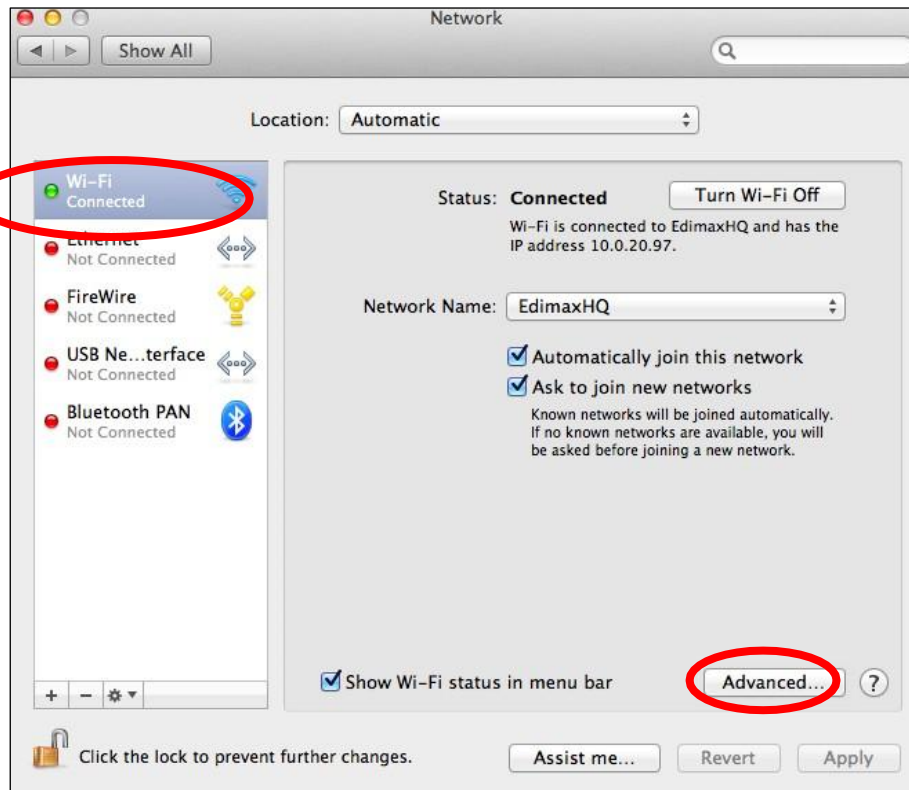 Network
Show All
Location: Automatic
Wi-Fi
Connected
Ethernet
Not Connected
FireWire
Not Connected
USB Ne...terface
Not Connected
Bluetooth PAN
Not Connected
Status: Connected
Turn Wi-Fi Off
Wi-Fi is connected to EdimaxHQ and has the
IP address 10.0.20.97.
Network Name: EdimaxHQ
Automatically join this network
Ask to join new networks
Known networks will be joined automatically.
If no known networks are available, you will
be asked before joining a new network.
Show Wi-Fi status in menu bar
Advanced...
?
Click the lock to prevent further changes.
Assist me...
Revert
Apply